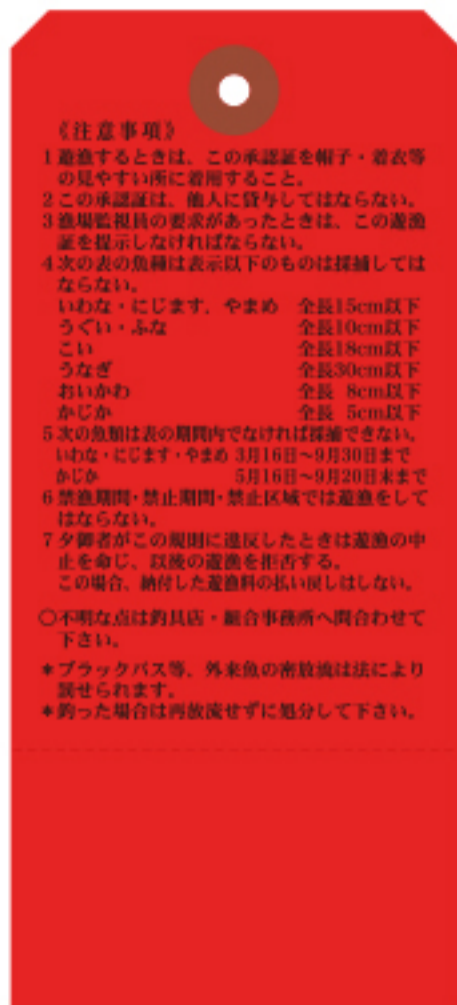 《注意事項》
1 遊漁するときは、この承認証を帽子・着衣等
の見やすい所に着用すること。
2 この承認証は、他人に貸与してはならない。
3 漁場監視員の要求があったときは、この遊漁
証を提示しなければならない。
4 次の表の魚種は表示以下のものは採捕しては
ならない。
いわな・にじます、やまめ 全長15cm以下
うぐい・ふな 全長10cm以下
こい 全長18cm以下
うなぎ 全長30cm以下
おいかわ 全長 8cm以下
かじか 全長 5cm以下
5 次の魚類は表の期間内でなければ採捕できない。
いわな・にじます・やまめ 3月16日〜9月30日まで
かじか 5月16日〜9月20日末まで
6 禁漁期間・禁止期間・禁止区域では遊漁をして
はならない。
7 夕御者がこの規則に違反したときは遊漁の中
止を命じ、以後の遊漁を拒否する。
この場合、納付した遊漁料の払い戻しはしない。
○不明な点は釣具店・組合事務所へ問合わせて
下さい。
*ブラックバス等、外来魚の密放流は法により
罰せられます。
*釣った場合は再放流せずに処分して下さい。